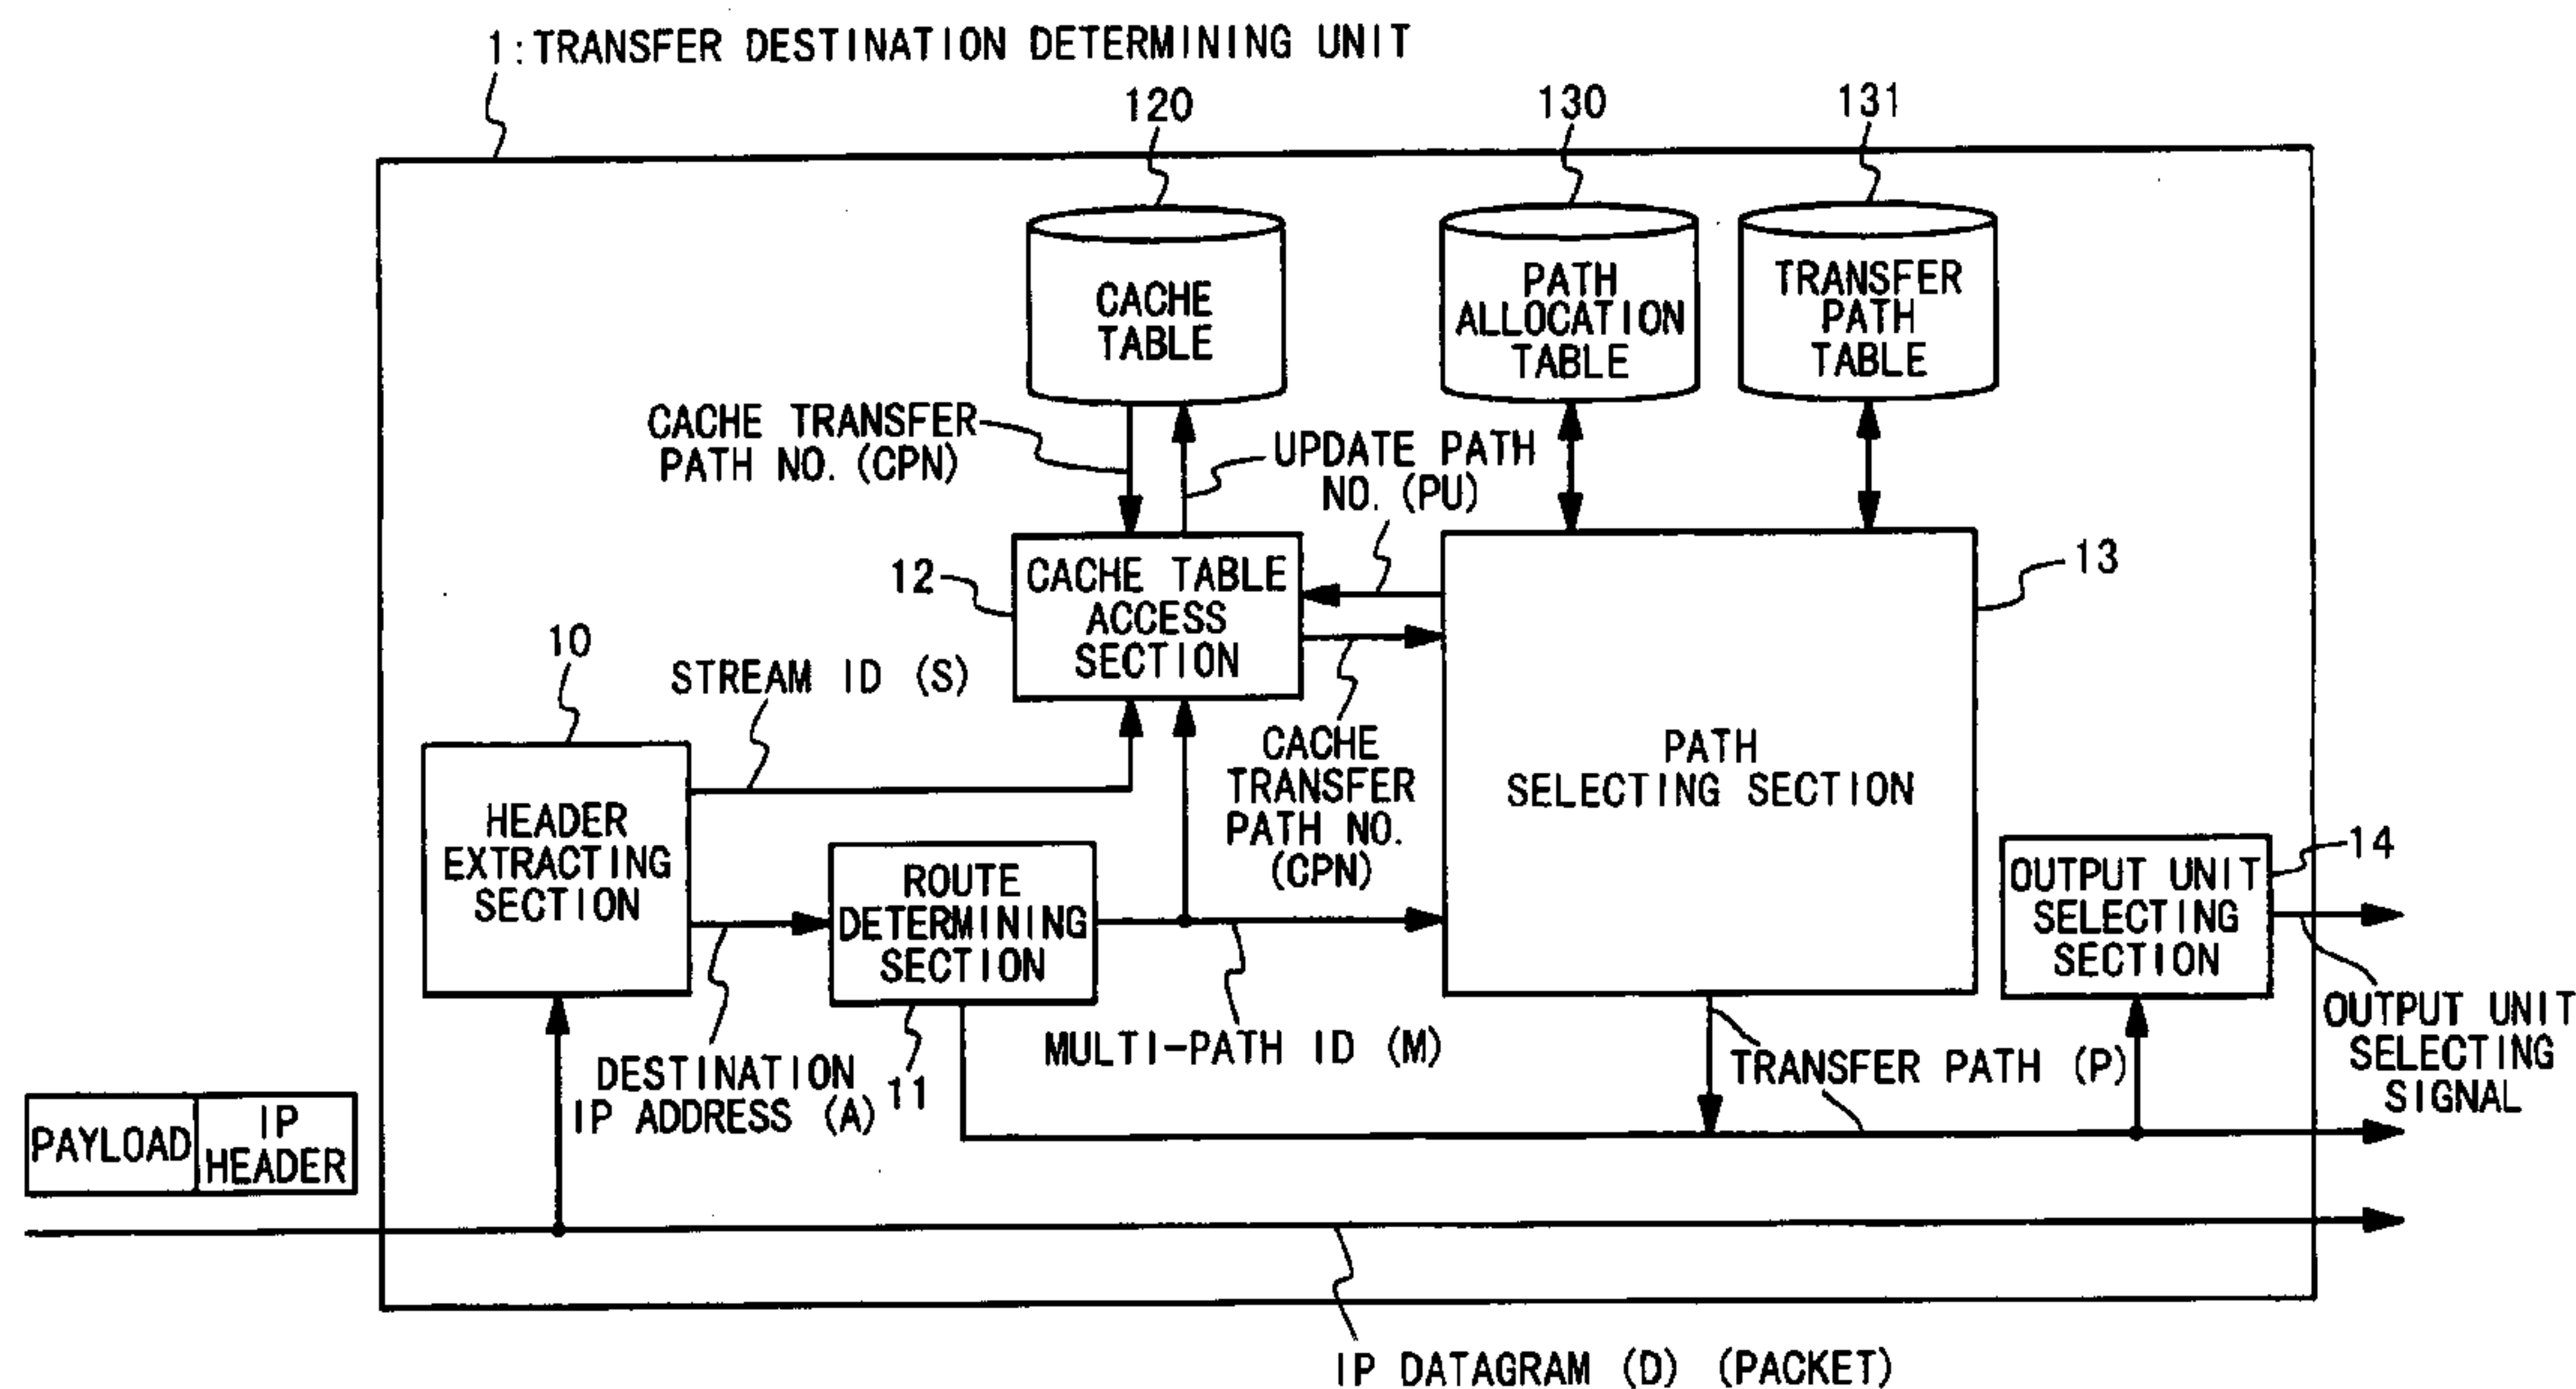 1:TRANSFER DESTINATION DETERMINING UNIT
120
130
131
CACHE
TABLE
PATH
ALLOCATION
TABLE
TRANSFER
PATH
TABLE
CACHE TRANSFER
PATH NO. (CPN)
UPDATE PATH
NO. (PU)
12
CACHE TABLE
ACCESS
SECTION
13
10
STREAM ID (S)
CACHE
TRANSFER
PATH NO.
(CPN)
PATH
SELECTING SECTION
HEADER
EXTRACTING
SECTION
ROUTE
DETERMINING
SECTION
14
OUTPUT UNIT
SELECTING
SECTION
OUTPUT UNIT
SELECTING
SIGNAL
DESTINATION
IP ADDRESS (A)
11
MULTI-PATH ID (M)
TRANSFER PATH (P)
PAYLOAD
IP
HEADER
IP DATAGRAM (D) (PACKET)